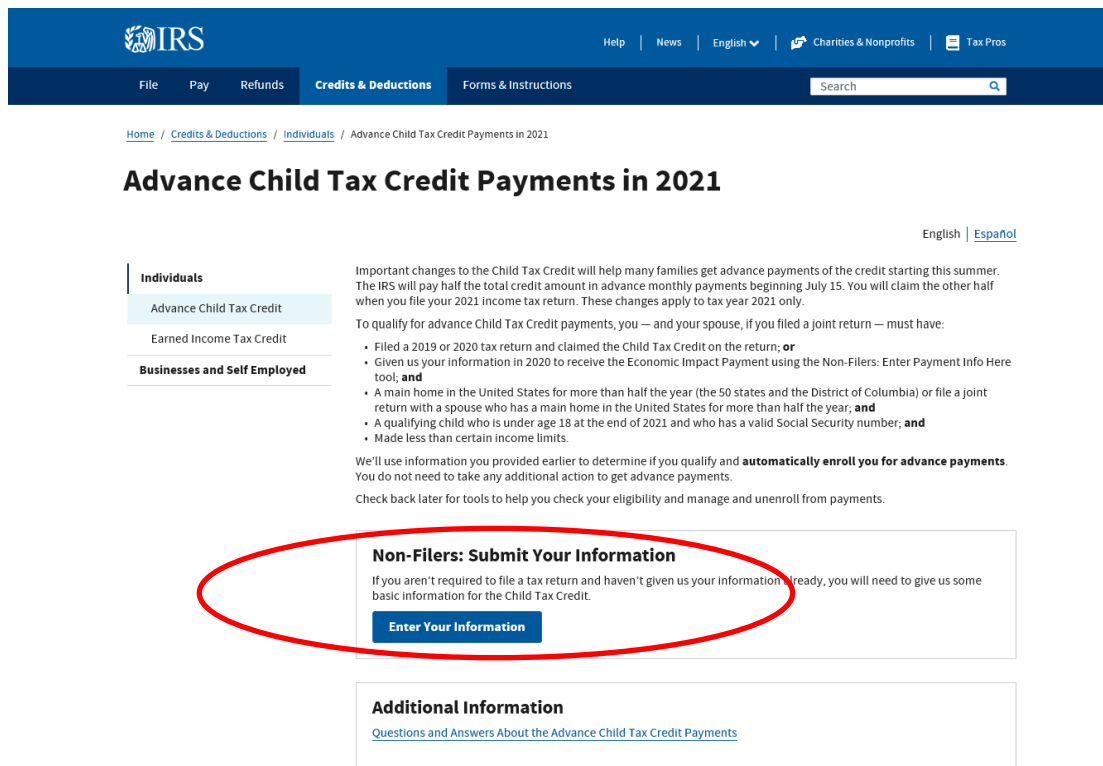 IRS
Help
News
English
Charities & Nonprofits
Tax Pros
File
Pay
Refunds
Credits & Deductions
Forms & Instructions
Search
Home / Credits & Deductions / Individuals / Advance Child Tax Credit Payments in 2021
Advance Child Tax Credit Payments in 2021
English
Español
Individuals
Advance Child Tax Credit
Earned Income Tax Credit
Businesses and Self Employed
Important changes to the Child Tax Credit will help many families get advance payments of the credit starting this summer.
The IRS will pay half the total credit amount in advance monthly payments beginning July 15. You will claim the other half
when you file your 2021 income tax return. These changes apply to tax year 2021 only.
To qualify for advance Child Tax Credit payments, you — and your spouse, if you filed a joint return — must have:
• Filed a 2019 or 2020 tax return and claimed the Child Tax Credit on the return; or
• Given us your information in 2020 to receive the Economic Impact Payment using the Non-Filers: Enter Payment Info Here
tool; and
• A main home in the United States for more than half the year (the 50 states and the District of Columbia) or file a joint
return with a spouse who has a main home in the United States for more than half the year; and
• A qualifying child who is under age 18 at the end of 2021 and who has a valid Social Security number; and
• Made less than certain income limits.
We'll use information you provided earlier to determine if you qualify and automatically enroll you for advance payments.
You do not need to take any additional action to get advance payments.
Check back later for tools to help you check your eligibility and manage and unenroll from payments.
Non-Filers: Submit Your Information
If you aren't required to file a tax return and haven't given us your information already, you will need to give us some
basic information for the Child Tax Credit.
Enter Your Information
Additional Information
Questions and Answers About the Advance Child Tax Credit Payments